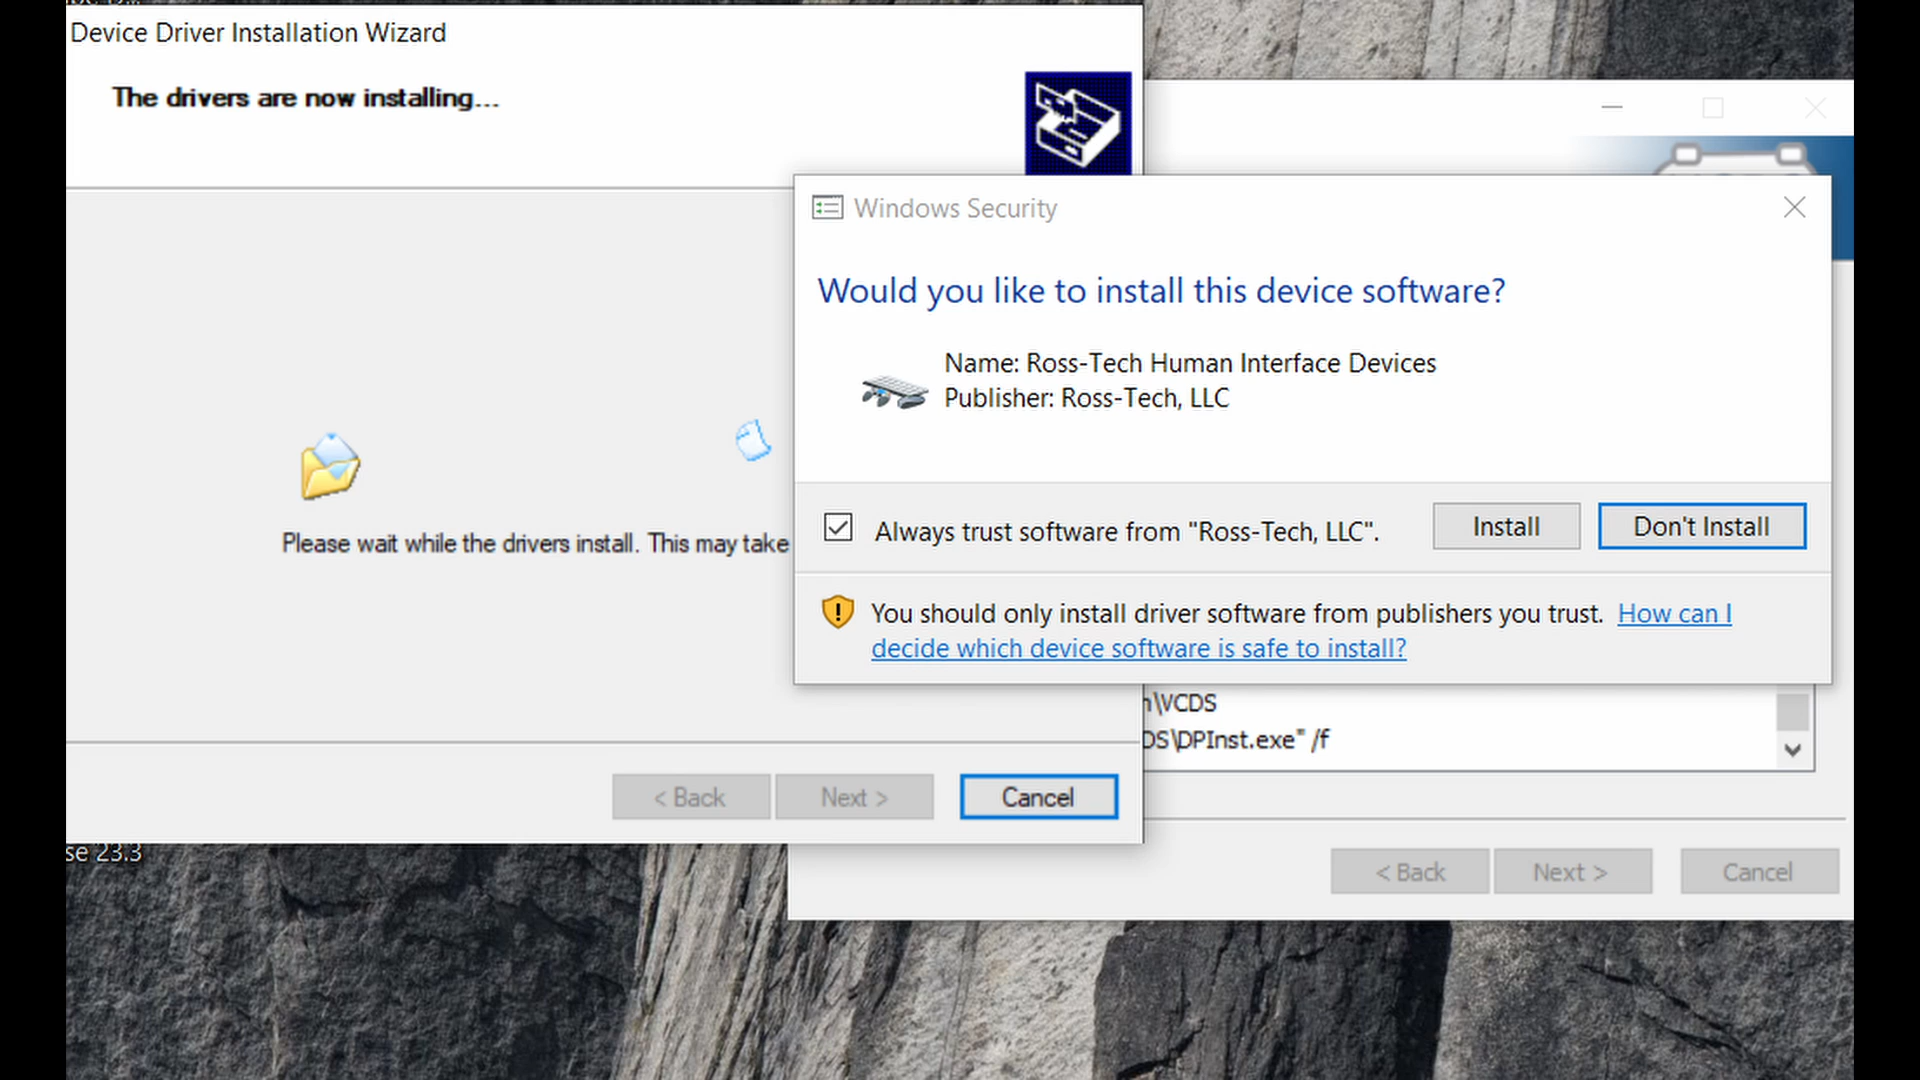 Device Driver Installation Wizard
The drivers are now installing...
Windows Security
Would you like to install this device software?
Name: Ross-Tech Human Interface Devices
Publisher: Ross-Tech, LLC
Please wait while the drivers install. This may take
Always trust software from "Ross-Tech, LLC".
Install
Don't Install
You should only install driver software from publishers you trust. How can I
decide which device software is safe to install?
\VCDS
DS\DPInst.exe" /f
< Back
Next >
Cancel
se 23.3
< Back
Next >
Cancel